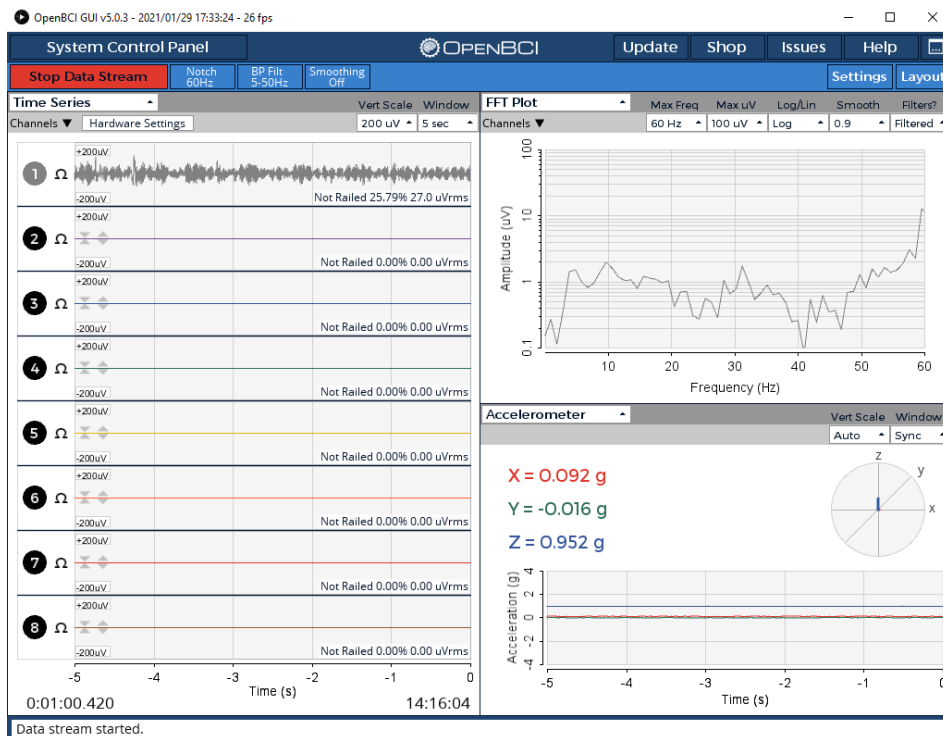 OpenBCI GUI v5.0.3 - 2021/01/29 17:33:24 - 26 fps
System Control Panel OPENBCI Update Shop Issues Help
Stop Data Stream Notch 60Hz BP Filt 5-50Hz Smoothing Off Settings Layout
Time Series Vert Scale Window
Channels Hardware Settings 200 uV 5 sec
+200uV
1 Ω
-200uV Not Railed 25.79% 27.0 uVrms
+200uV
2 Ω
-200uV Not Railed 0.00% 0.00 uVrms
+200uV
3 Ω
-200uV Not Railed 0.00% 0.00 uVrms
+200uV
4 Ω
-200uV Not Railed 0.00% 0.00 uVrms
+200uV
5 Ω
-200uV Not Railed 0.00% 0.00 uVrms
+200uV
6 Ω
-200uV Not Railed 0.00% 0.00 uVrms
+200uV
7 Ω
-200uV Not Railed 0.00% 0.00 uVrms
+200uV
8 Ω
-200uV Not Railed 0.00% 0.00 uVrms
-5 -4 -3 -2 -1 0
Time (s)
0:01:00.420 14:16:04
FFT Plot Max Freq Max uV Log/Lin Smooth Filters?
Channels 60 Hz 100 uV Log 0.9 Filtered
100
10
1
0.1
Amplitude (uV)
10 20 30 40 50 60
Frequency (Hz)
Accelerometer Vert Scale Window
Auto Sync
X = 0.092 g
Y = -0.016 g
Z = 0.952 g
z
y
x
4
2
0
-2
-4
Acceleration (g)
-5 -4 -3 -2 -1 0
Time (s)
Data stream started.